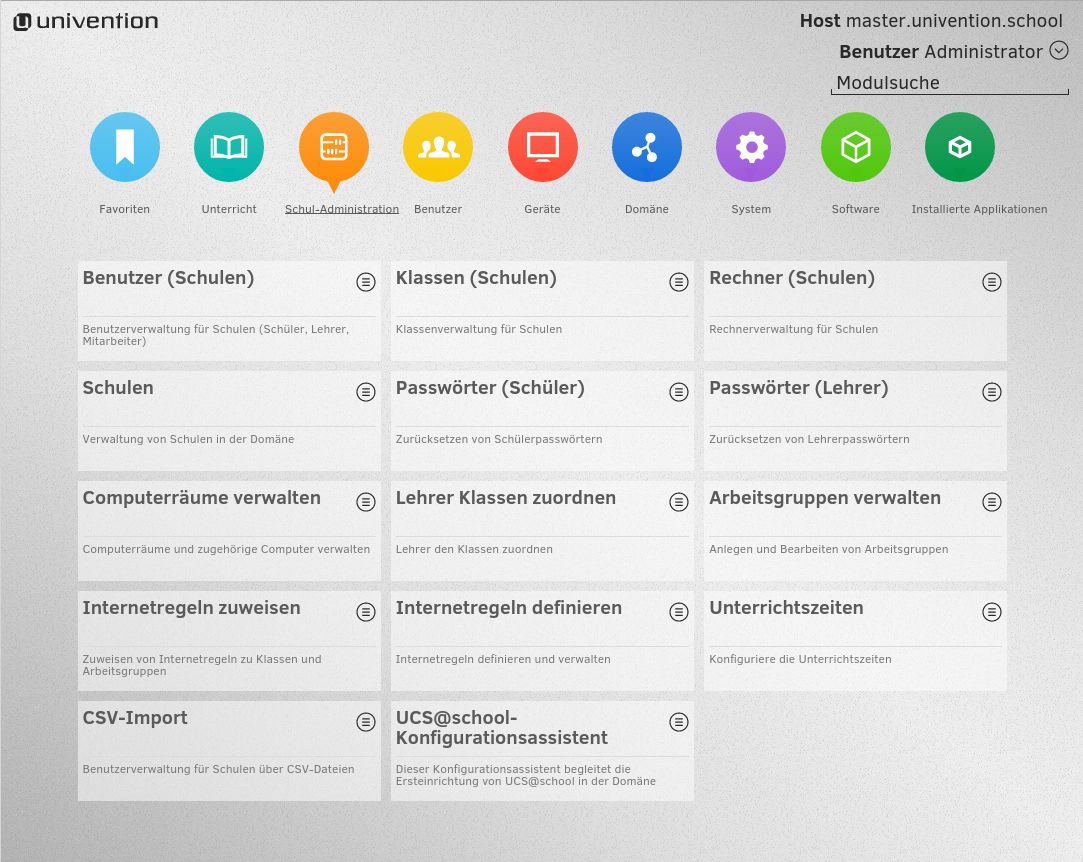 univention
Host master.univention.school
Benutzer Administrator
Modulsuche
Favoriten Unterricht Schul-Administration Benutzer Geräte Domäne System Software Installierte Applikationen
Benutzer (Schulen)
Benutzerverwaltung für Schulen (Schüler, Lehrer,
Mitarbeiter)
Klassen (Schulen)
Klassenverwaltung für Schulen
Rechner (Schulen)
Rechnerverwaltung für Schulen
Schulen
Verwaltung von Schulen in der Domäne
Passwörter (Schüler)
Zurücksetzen von Schülerpasswörtern
Passwörter (Lehrer)
Zurücksetzen von Lehrerpasswörtern
Computerräume verwalten
Computerräume und zugehörige Computer verwalten
Lehrer Klassen zuordnen
Lehrer den Klassen zuordnen
Arbeitsgruppen verwalten
Anlegen und Bearbeiten von Arbeitsgruppen
Internetregeln zuweisen
Zuweisen von Internetregeln zu Klassen und
Arbeitsgruppen
Internetregeln definieren
Internetregeln definieren und verwalten
Unterrichtszeiten
Konfiguriere die Unterrichtszeiten
CSV-Import
Benutzerverwaltung für Schulen über CSV-Dateien
UCS@school-
Konfigurationsassistent
Dieser Konfigurationsassistent begleitet die
Ersteinrichtung von UCS@school in der Domäne